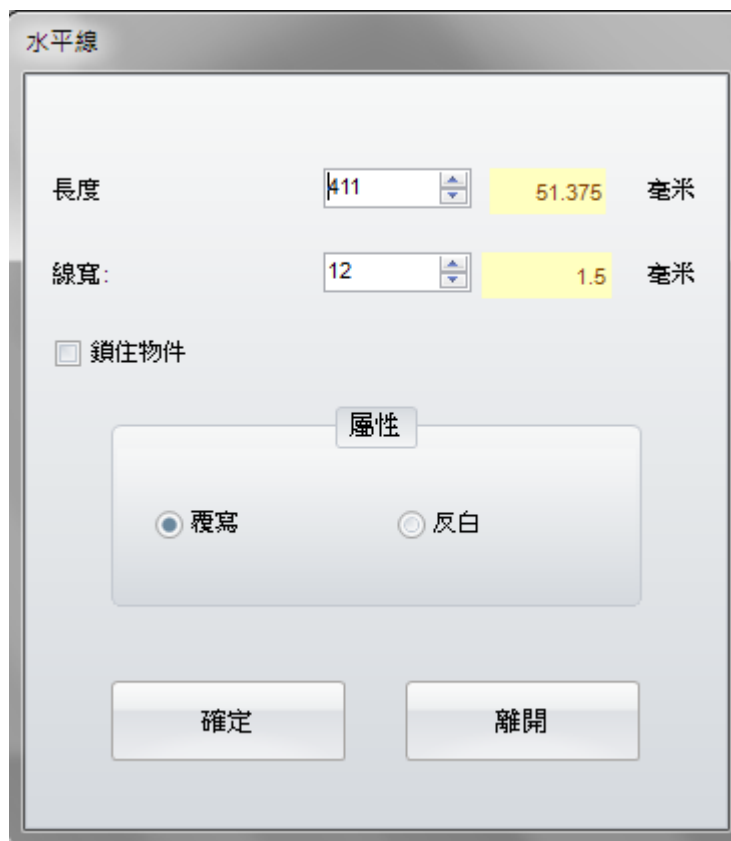 水平線
長度 411 51.375 毫米
線寬: 12 1.5 毫米
鎖住物件
屬性
覆寫 反白
確定 離開